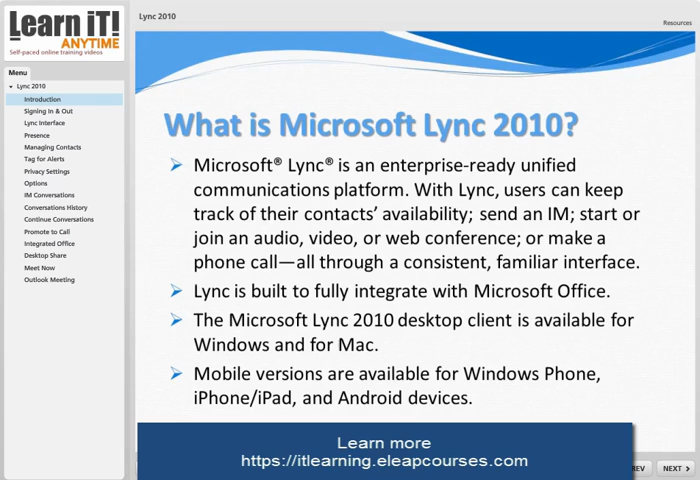 Learn iT!
ANYTIME
Self-paced online training videos
Lync 2010
Resources
Menu
Lync 2010
Introduction
Signing In & Out
Lync Interface
Presence
Managing Contacts
Tag for Alerts
Privacy Settings
Options
IM Conversations
Conversations History
Continue Conversations
Promote to Call
Integrated Office
Desktop Share
Meet Now
Outlook Meeting
What is Microsoft Lync 2010?
Microsoft® Lync® is an enterprise-ready unified
communications platform. With Lync, users can keep
track of their contacts’ availability; send an IM; start or
join an audio, video, or web conference; or make a
phone call—all through a consistent, familiar interface.
Lync is built to fully integrate with Microsoft Office.
The Microsoft Lync 2010 desktop client is available for
Windows and for Mac.
Mobile versions are available for Windows Phone,
iPhone/iPad, and Android devices.
Learn more
https://itlearning.eleapcourses.com
REV
NEXT >